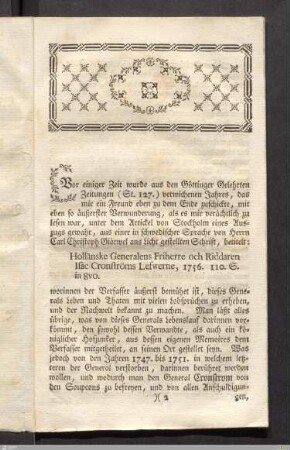 Vor einiger Zeit wurde aus den Göttinger Gelehrten
Zeitungen (St. 127.) verwichenen Jahres, das
mir ein Freund eben zu dem Ende zuschickte, mit
eben so äusserster Verwunderung, als es mir verächtlich zu
lesen war, unter dem Artickel von Stockholm eines Aus-
zugs gewahr, aus einer in schwedischer Sprache von Herrn
Carl Christoph Giörwel ans licht gestellten Schrift, betitelt:
Holländske Generalens Friherre och Riddaren
Isac Cronströms Lefwerne, 1756. 110. S.
in 8vo.
worinnen der Verfasser äusserst bemühet ist, dieses Gene-
rals Leben und Thaten mit vielen Lobsprüchen zu erheben,
und der Nachwelt bekannt zu machen. Man läßt alles
übrige, was von dieses Generals Lebenslauf darinnen vor-
kömmt, den sowohl dessen Verwandte, als auch ein kö-
niglicher Hofjunker, aus dessen eigenen Memoires dem
Verfasser mitgetheilet, an seinen Ort gestellet seyn. Was
jedoch von den Jahren 1747. bis 1751. in welchem letz-
teren der General verstorben, darinnen berühret werden
wollen, und wodurch man den General Cronstrom von
den Soupçons zu befreyen, und von allen Anschuldigun-
gen,